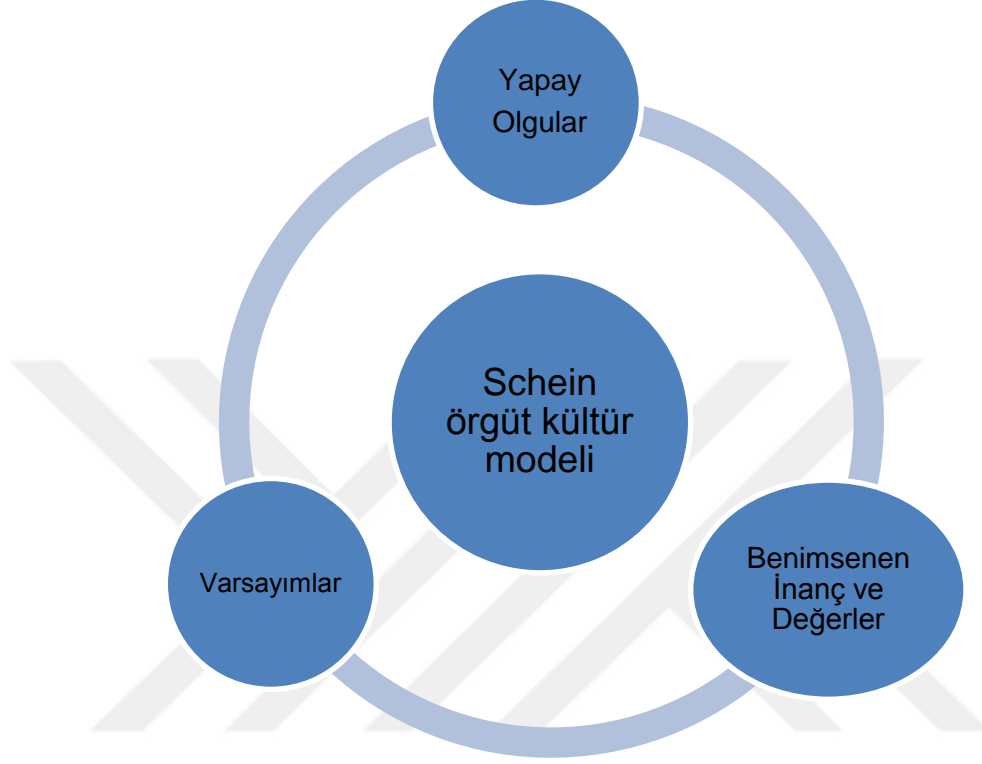 Yapay
Olgular
Schein
örgüt kültür
modeli
Varsayımlar
Benimsenen
İnanç ve
Değerler